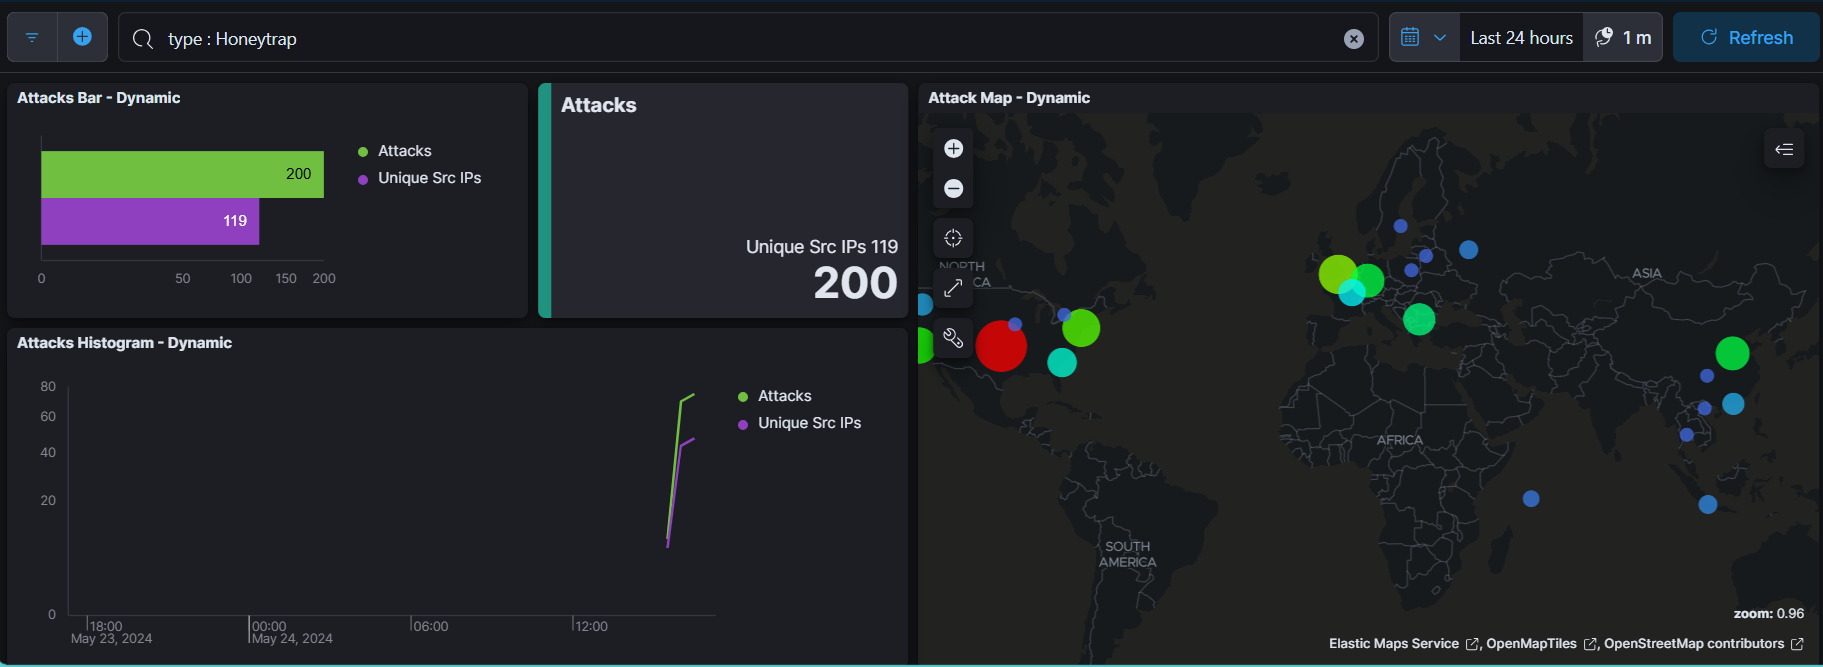 type : Honeytrap
Last 24 hours
1 m
Refresh
Attacks Bar - Dynamic
200
119
0
50
100
150
200
Attacks
Unique Src IPs
Attacks
Unique Src IPs 119
200
Attacks Histogram - Dynamic
80
60
40
20
0
18:00
May 23, 2024
00:00
May 24, 2024
06:00
12:00
Attacks
Unique Src IPs
Attack Map - Dynamic
NORTH
CA
ASIA
AFRICA
SOUTH
AMERICA
zoom: 0.96
Elastic Maps Service , OpenMapTiles , OpenStreetMap contributors